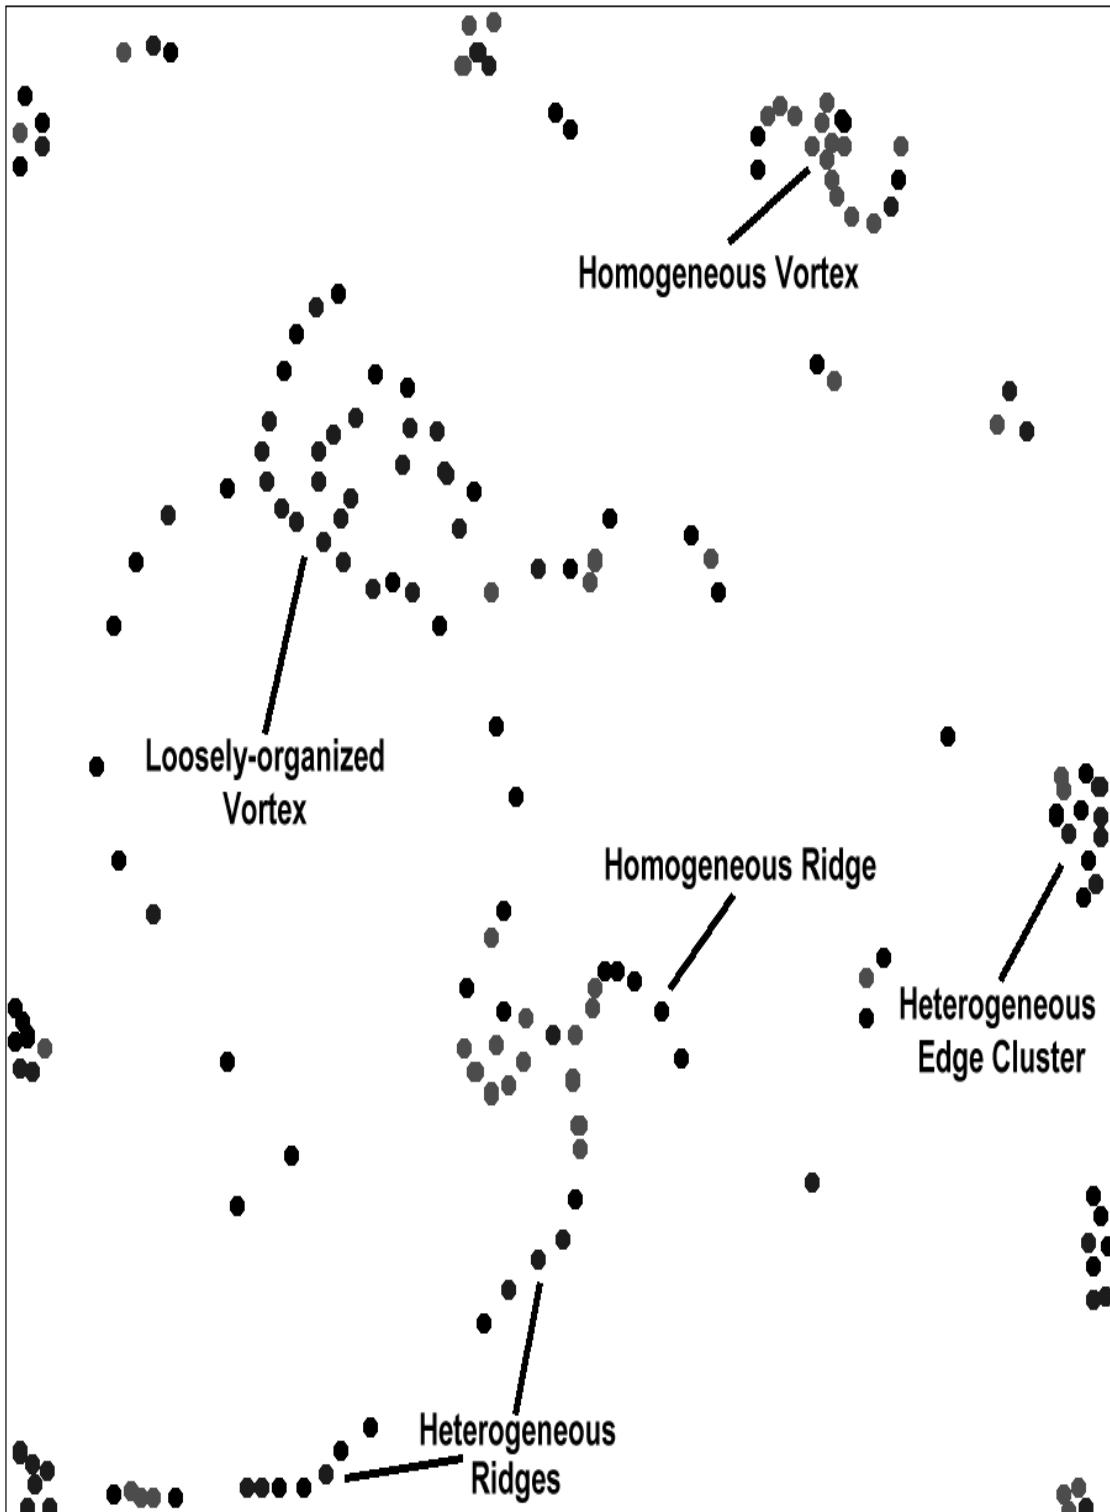 Homogeneous Vortex
Loosely-organized
Vortex
Homogeneous Ridge
Heterogeneous
Edge Cluster
Heterogeneous
Ridges